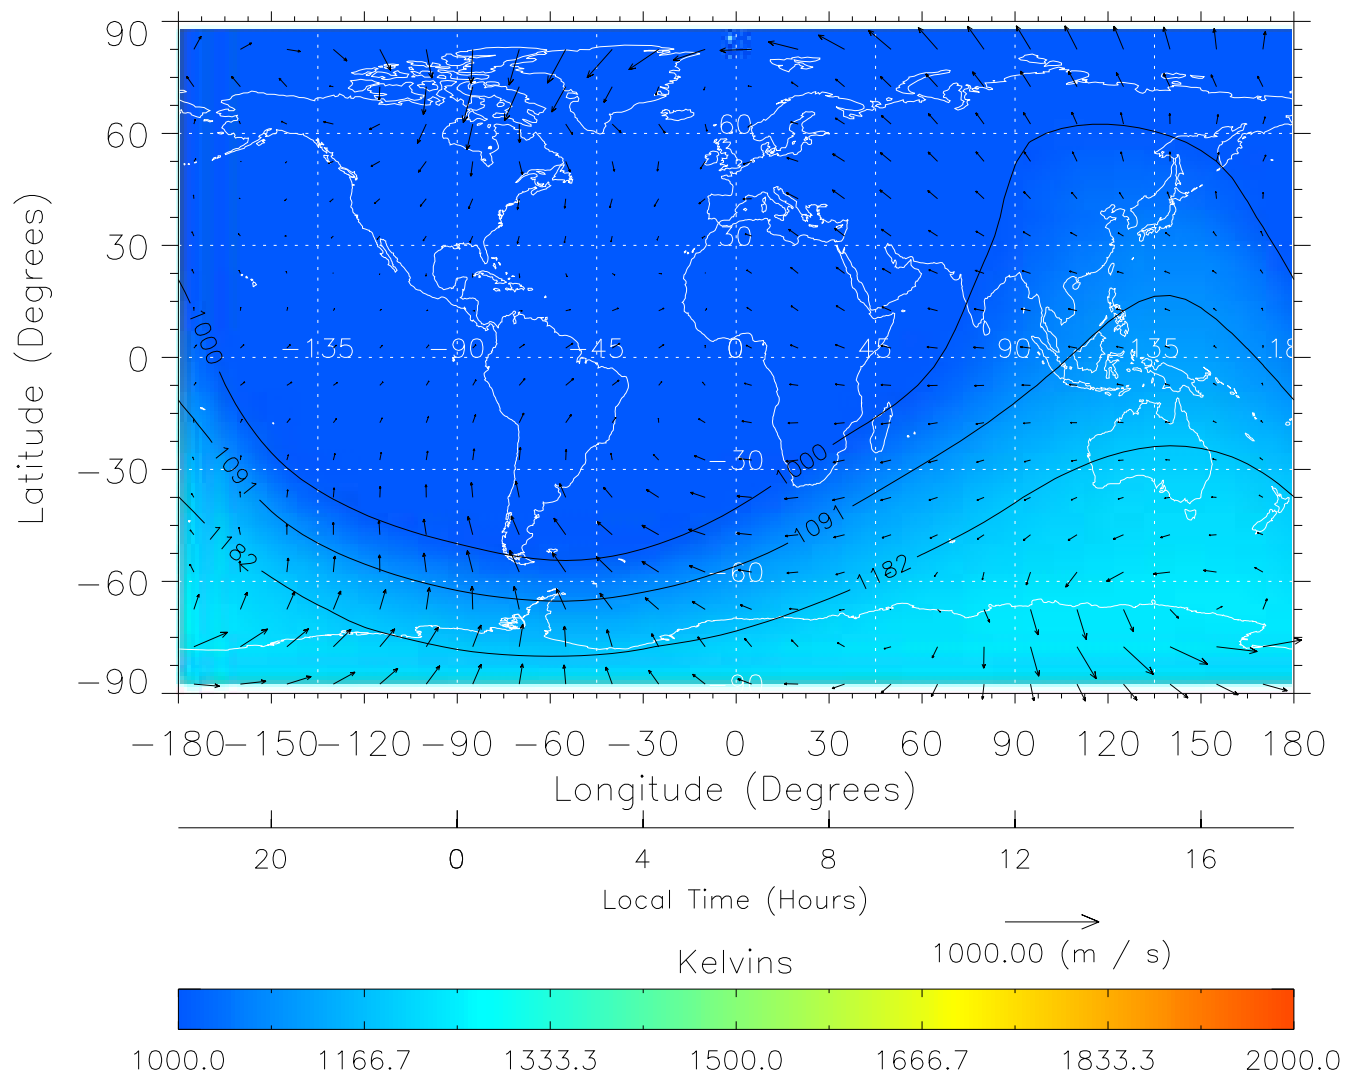 90
60
30
0
−30
−60
−90
Latitude (Degrees)
60
30
−135 −90 −45 0 45 90 135 18
−30
−60
−90
1000
1091
1182
1000
1091
1182
−180 −150 −120 −90 −60 −30 0 30 60 90 120 150 180
Longitude (Degrees)
20 0 4 8 12 16
Local Time (Hours)
1000.00 (m / s)
Kelvins
1000.0 1166.7 1333.3 1500.0 1666.7 1833.3 2000.0